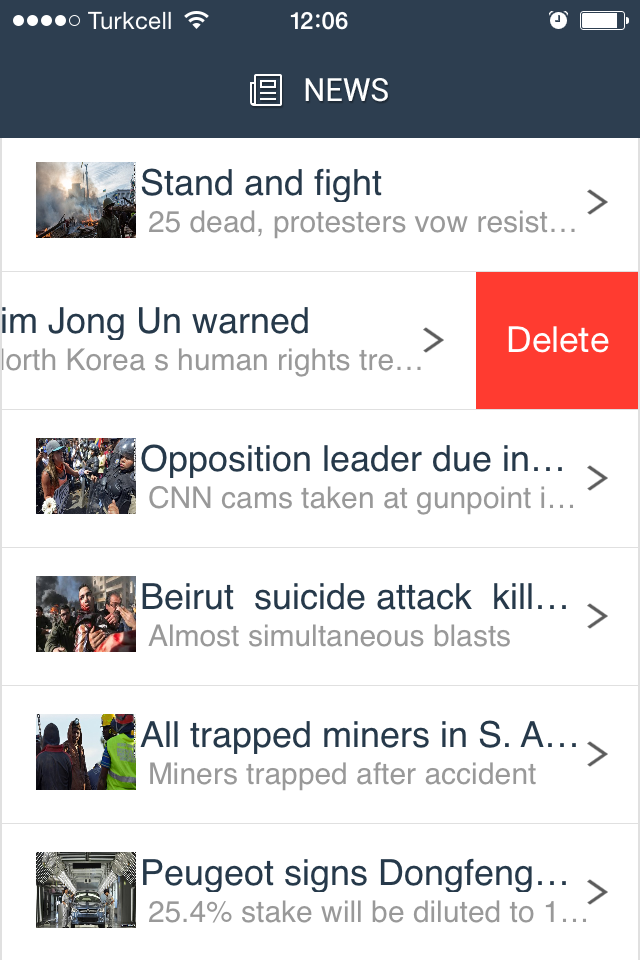 Turkcell 12:06
NEWS
Stand and fight
25 dead, protesters vow resist…
im Jong Un warned
orth Korea s human rights tre…
Delete
Opposition leader due in…
CNN cams taken at gunpoint i…
Beirut  suicide attack  kill…
Almost simultaneous blasts
All trapped miners in S. A…
Miners trapped after accident
Peugeot signs Dongfeng…
25.4% stake will be diluted to 1…